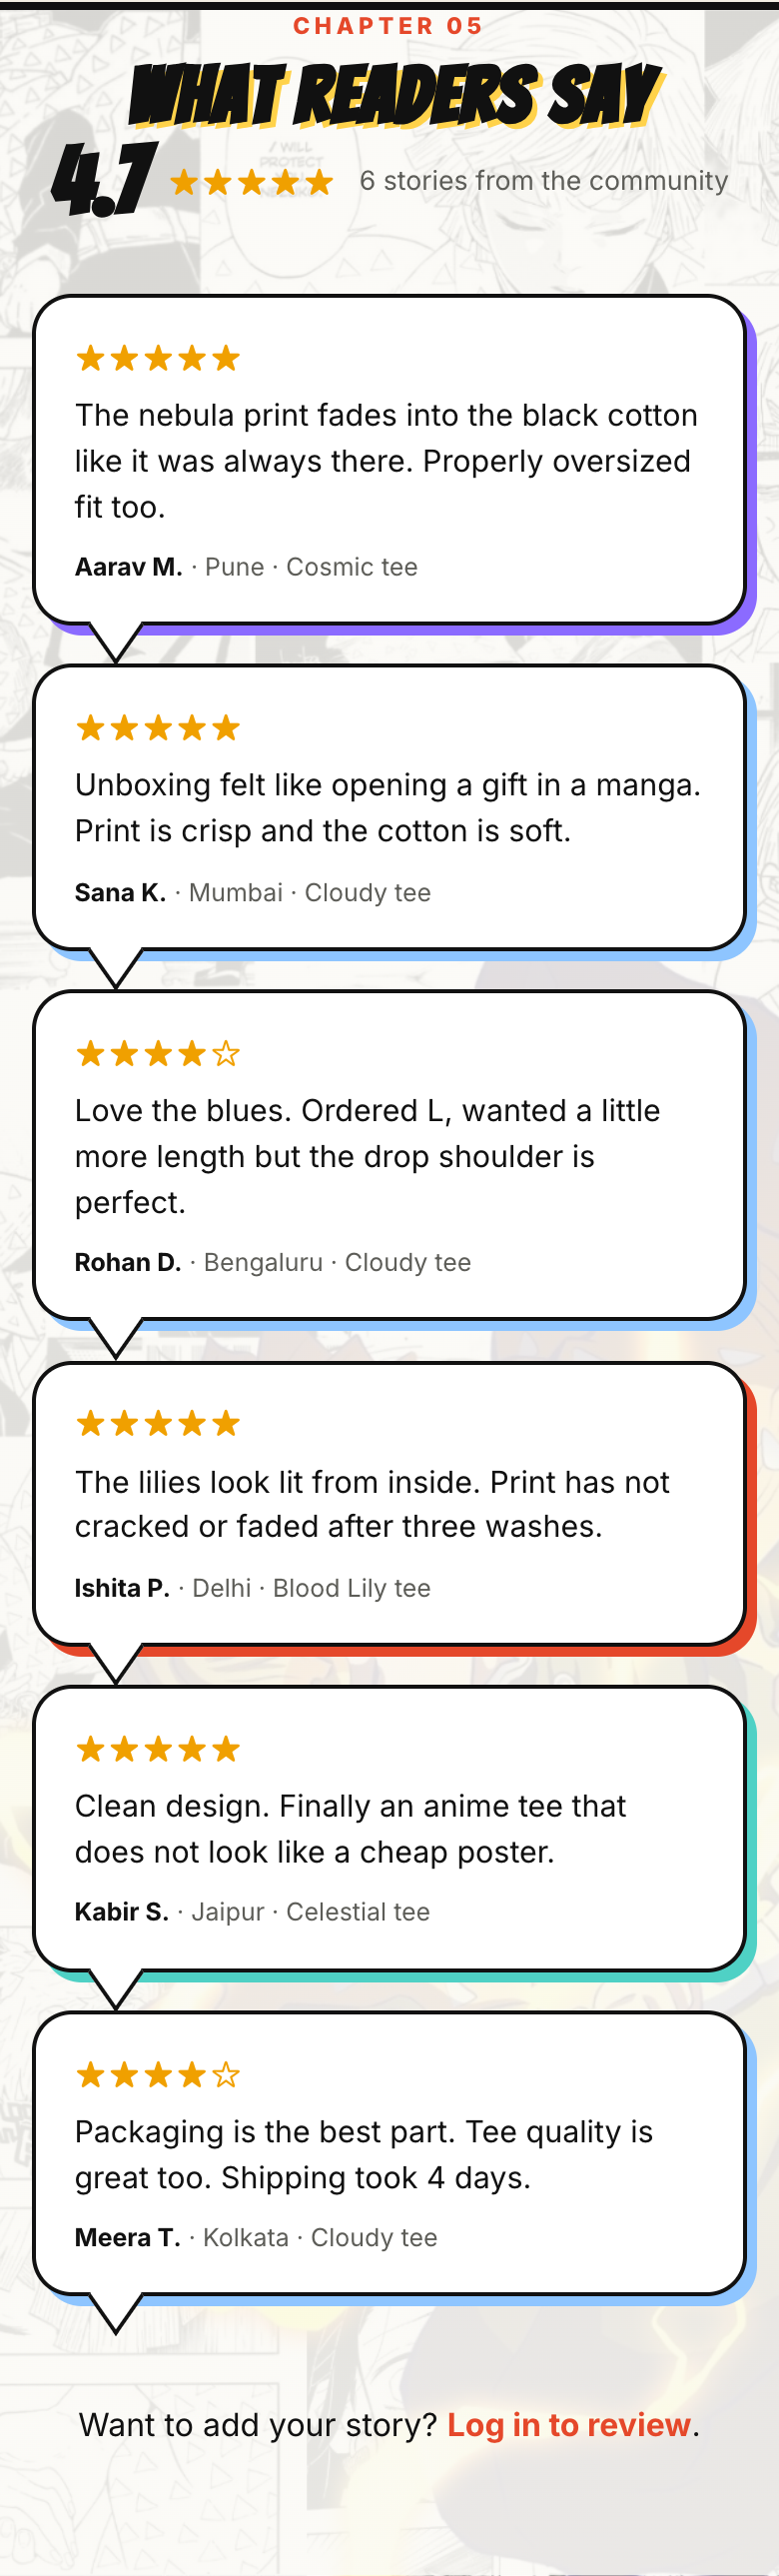 CHAPTER 05
WHAT READERS SAY
4.7 ★★★★★ 6 stories from the community
I WILL
PROTECT
★★★★★
The nebula print fades into the black cotton
like it was always there. Properly oversized
fit too.
Aarav M. · Pune · Cosmic tee
★★★★★
Unboxing felt like opening a gift in a manga.
Print is crisp and the cotton is soft.
Sana K. · Mumbai · Cloudy tee
★★★★☆
Love the blues. Ordered L, wanted a little
more length but the drop shoulder is
perfect.
Rohan D. · Bengaluru · Cloudy tee
★★★★★
The lilies look lit from inside. Print has not
cracked or faded after three washes.
Ishita P. · Delhi · Blood Lily tee
★★★★★
Clean design. Finally an anime tee that
does not look like a cheap poster.
Kabir S. · Jaipur · Celestial tee
★★★★☆
Packaging is the best part. Tee quality is
great too. Shipping took 4 days.
Meera T. · Kolkata · Cloudy tee
Want to add your story? Log in to review.